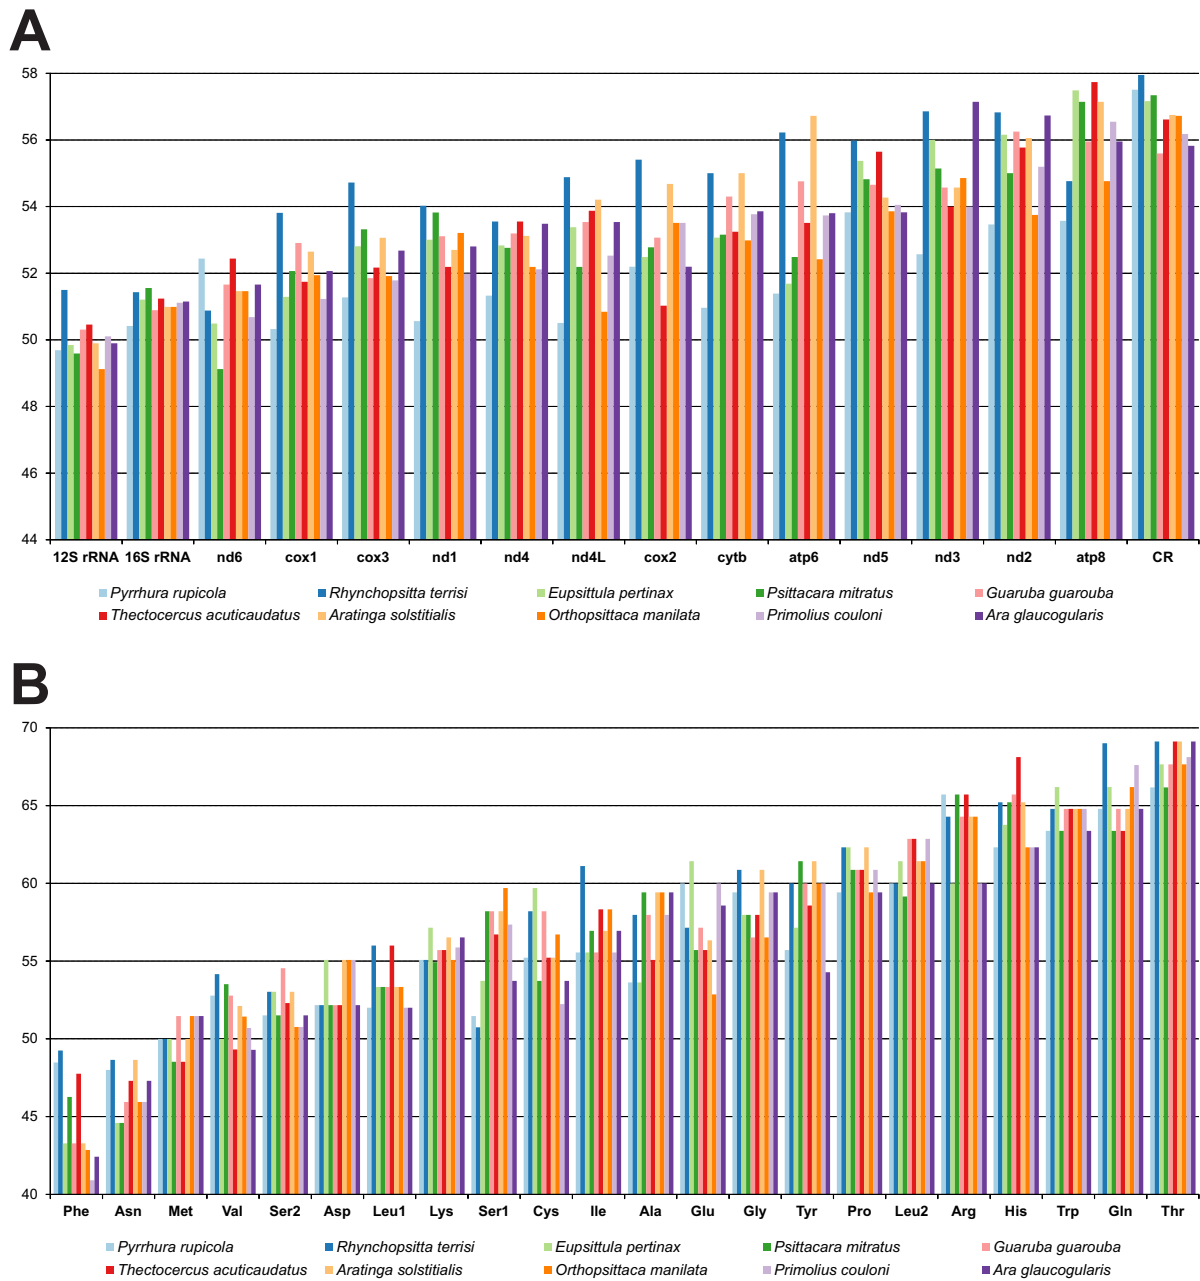 A
58
56
54
52
50
48
46
44
12S rRNA 16S rRNA nd6 cox1 cox3 nd1 nd4 nd4L cox2 cytb atp6 nd5 nd3 nd2 atp8 CR
Pyrrhura rupicola Rhynchopsitta terrisi Eupsittula pertinax Psittacara mitratus Guaruba guarouba
Thectocercus acuticaudatus Aratinga solstitialis Orthopsittaca manilata Primolius couloni Ara glaucogularis
B
70
65
60
55
50
45
40
Phe Asn Met Val Ser2 Asp Leu1 Lys Ser1 Cys Ile Ala Glu Gly Tyr Pro Leu2 Arg His Trp Gln Thr
Pyrrhura rupicola Rhynchopsitta terrisi Eupsittula pertinax Psittacara mitratus Guaruba guarouba
Thectocercus acuticaudatus Aratinga solstitialis Orthopsittaca manilata Primolius couloni Ara glaucogularis